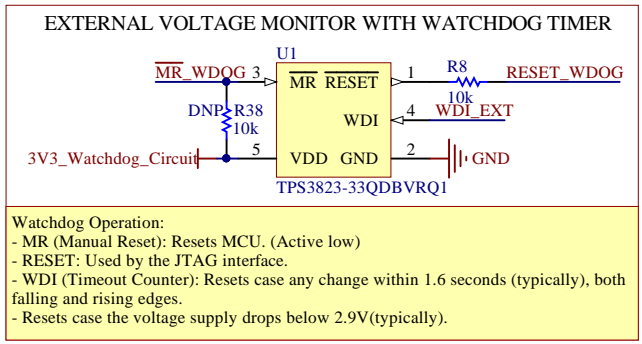 EXTERNAL VOLTAGE MONITOR WITH WATCHDOG TIMER
U1
MR_WDOG 3 MR RESET 1 R8 RESET_WDOG
10k
DNP R38 WDI 4 WDI_EXT
10k
3V3_Watchdog_Circuit 5 VDD GND 2 GND
TPS3823-33QDBVRQ1
Watchdog Operation:
- MR (Manual Reset): Resets MCU. (Active low)
- RESET: Used by the JTAG interface.
- WDI (Timeout Counter): Resets case any change within 1.6 seconds (typically), both
falling and rising edges.
- Resets case the voltage supply drops below 2.9V(typically).